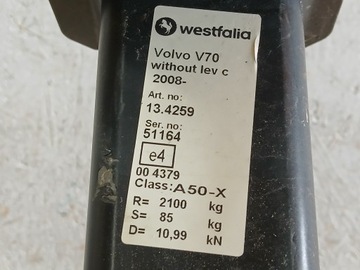 westfalia
Volvo V70
without lev c
2008-
Art. no:
13.4259
Ser. no:
51164
e4
00 4379
Class: A50-X
R= 2100 kg
S= 85 kg
D= 10,99 kN